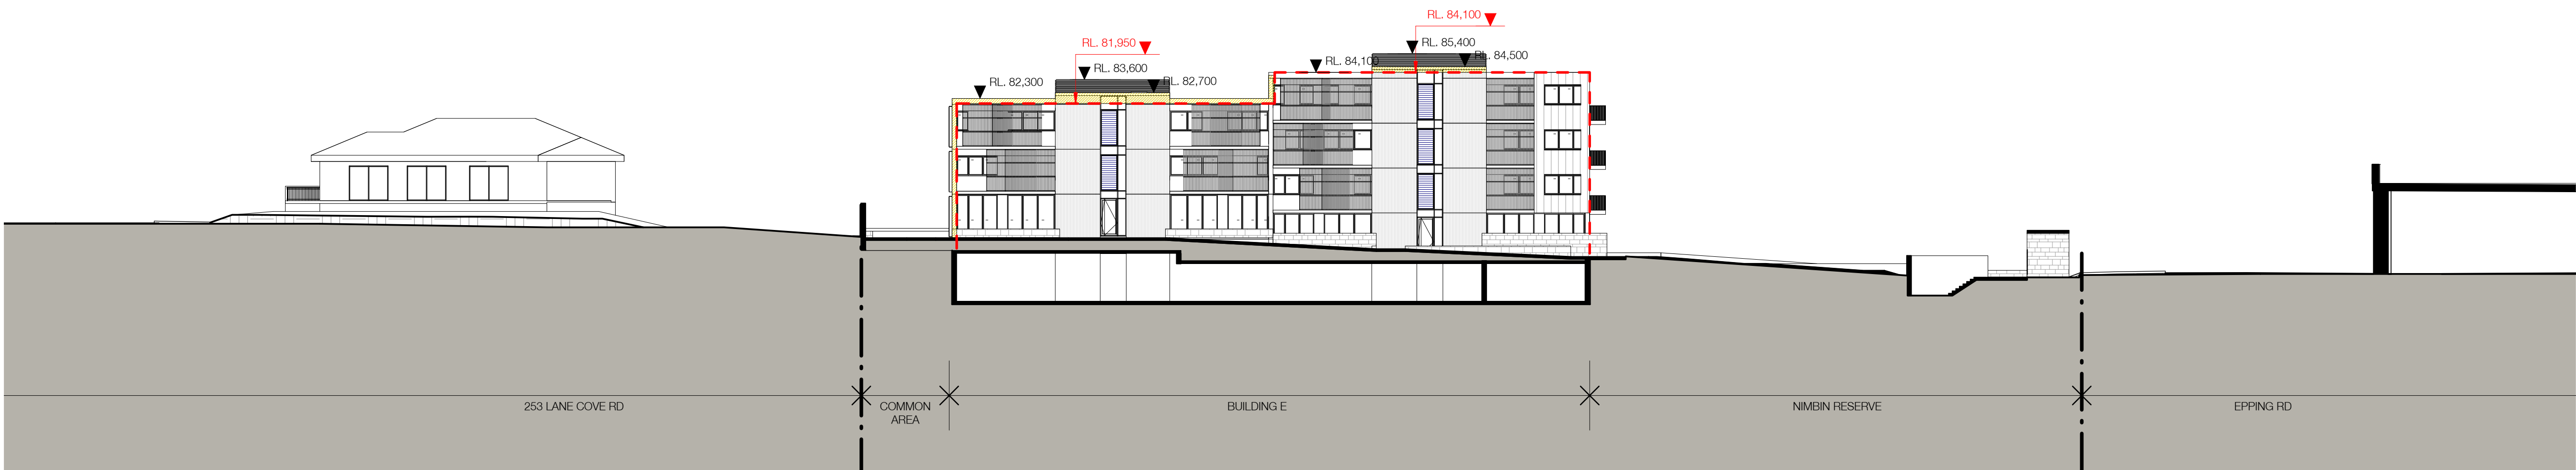 RL. 84,100
RL. 81,950
RL. 85,400
RL. 84,500
RL. 84,100
RL. 83,600
RL. 82,700
RL. 82,300
253 LANE COVE RD
COMMON
AREA
BUILDING E
NIMBIN RESERVE
EPPING RD